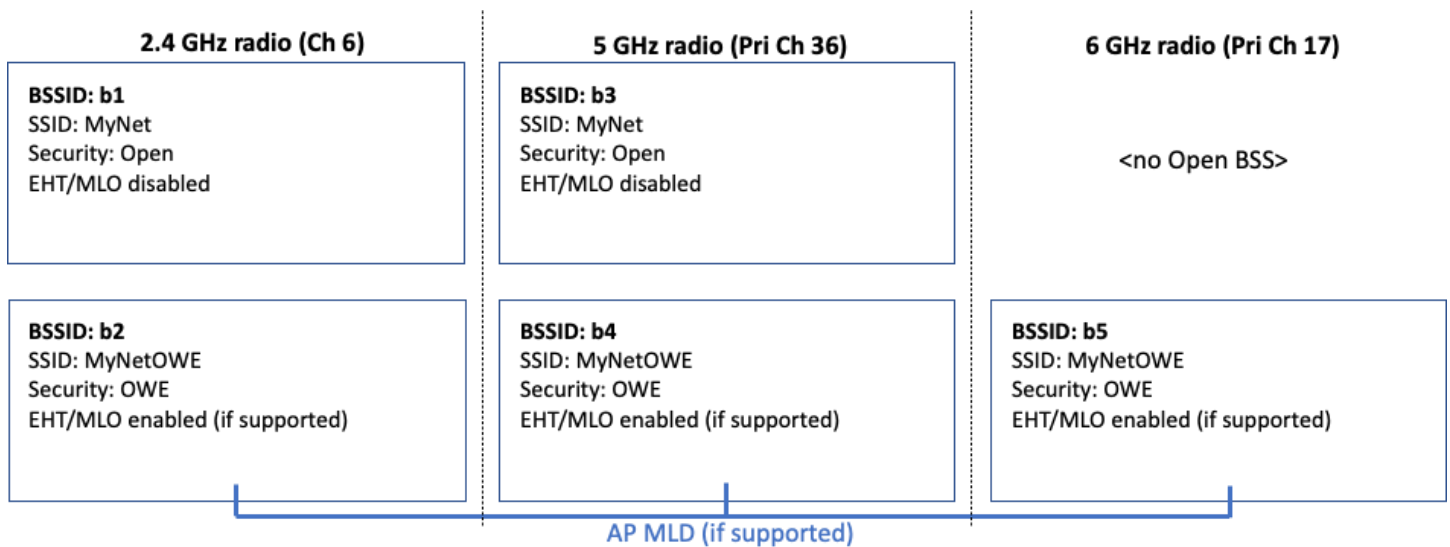 2.4 GHz radio (Ch 6)
5 GHz radio (Pri Ch 36)
6 GHz radio (Pri Ch 17)
BSSID: b1
SSID: MyNet
Security: Open
EHT/MLO disabled
BSSID: b3
SSID: MyNet
Security: Open
EHT/MLO disabled
<no Open BSS>
BSSID: b2
SSID: MyNetOWE
Security: OWE
EHT/MLO enabled (if supported)
BSSID: b4
SSID: MyNetOWE
Security: OWE
EHT/MLO enabled (if supported)
BSSID: b5
SSID: MyNetOWE
Security: OWE
EHT/MLO enabled (if supported)
AP MLD (if supported)